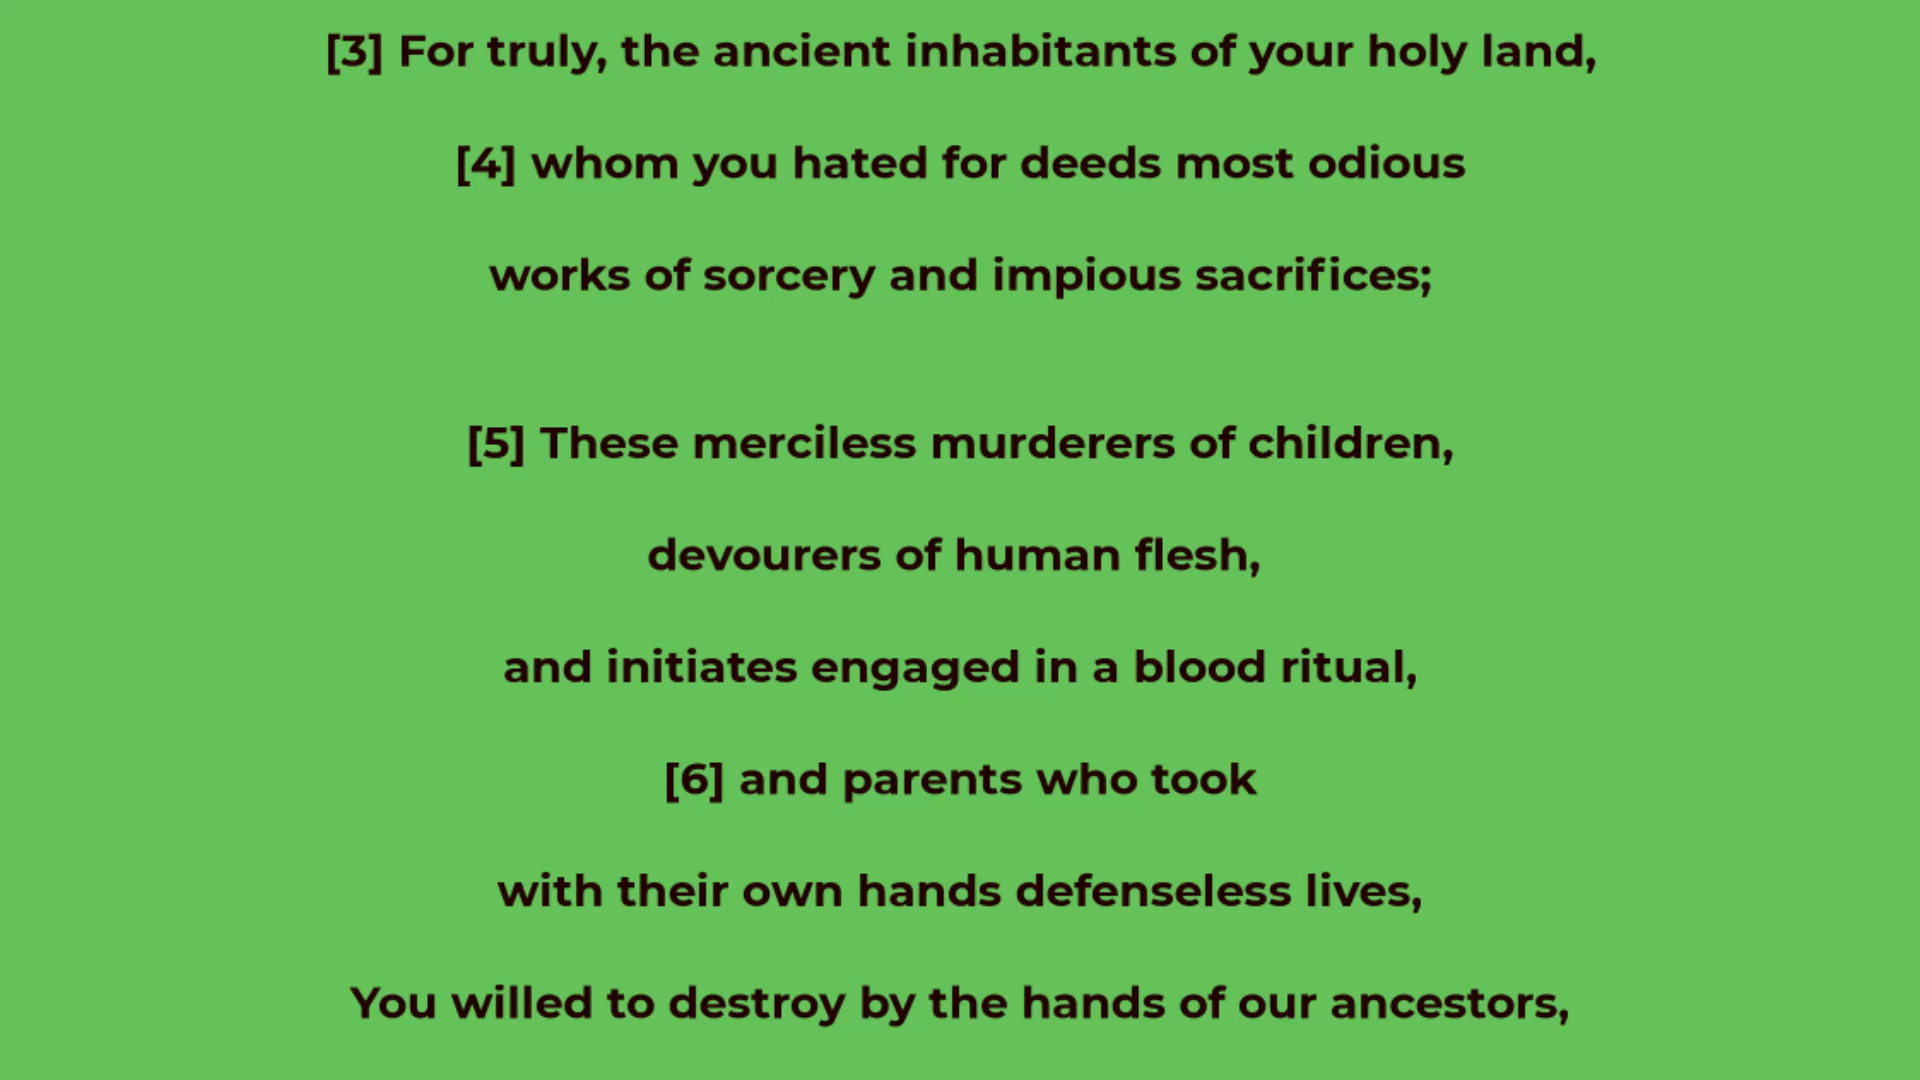 [3] For truly, the ancient inhabitants of your holy land,
[4] whom you hated for deeds most odious
works of sorcery and impious sacrifices;
[5] These merciless murderers of children,
devourers of human flesh,
and initiates engaged in a blood ritual,
[6] and parents who took
with their own hands defenseless lives,
You willed to destroy by the hands of our ancestors,